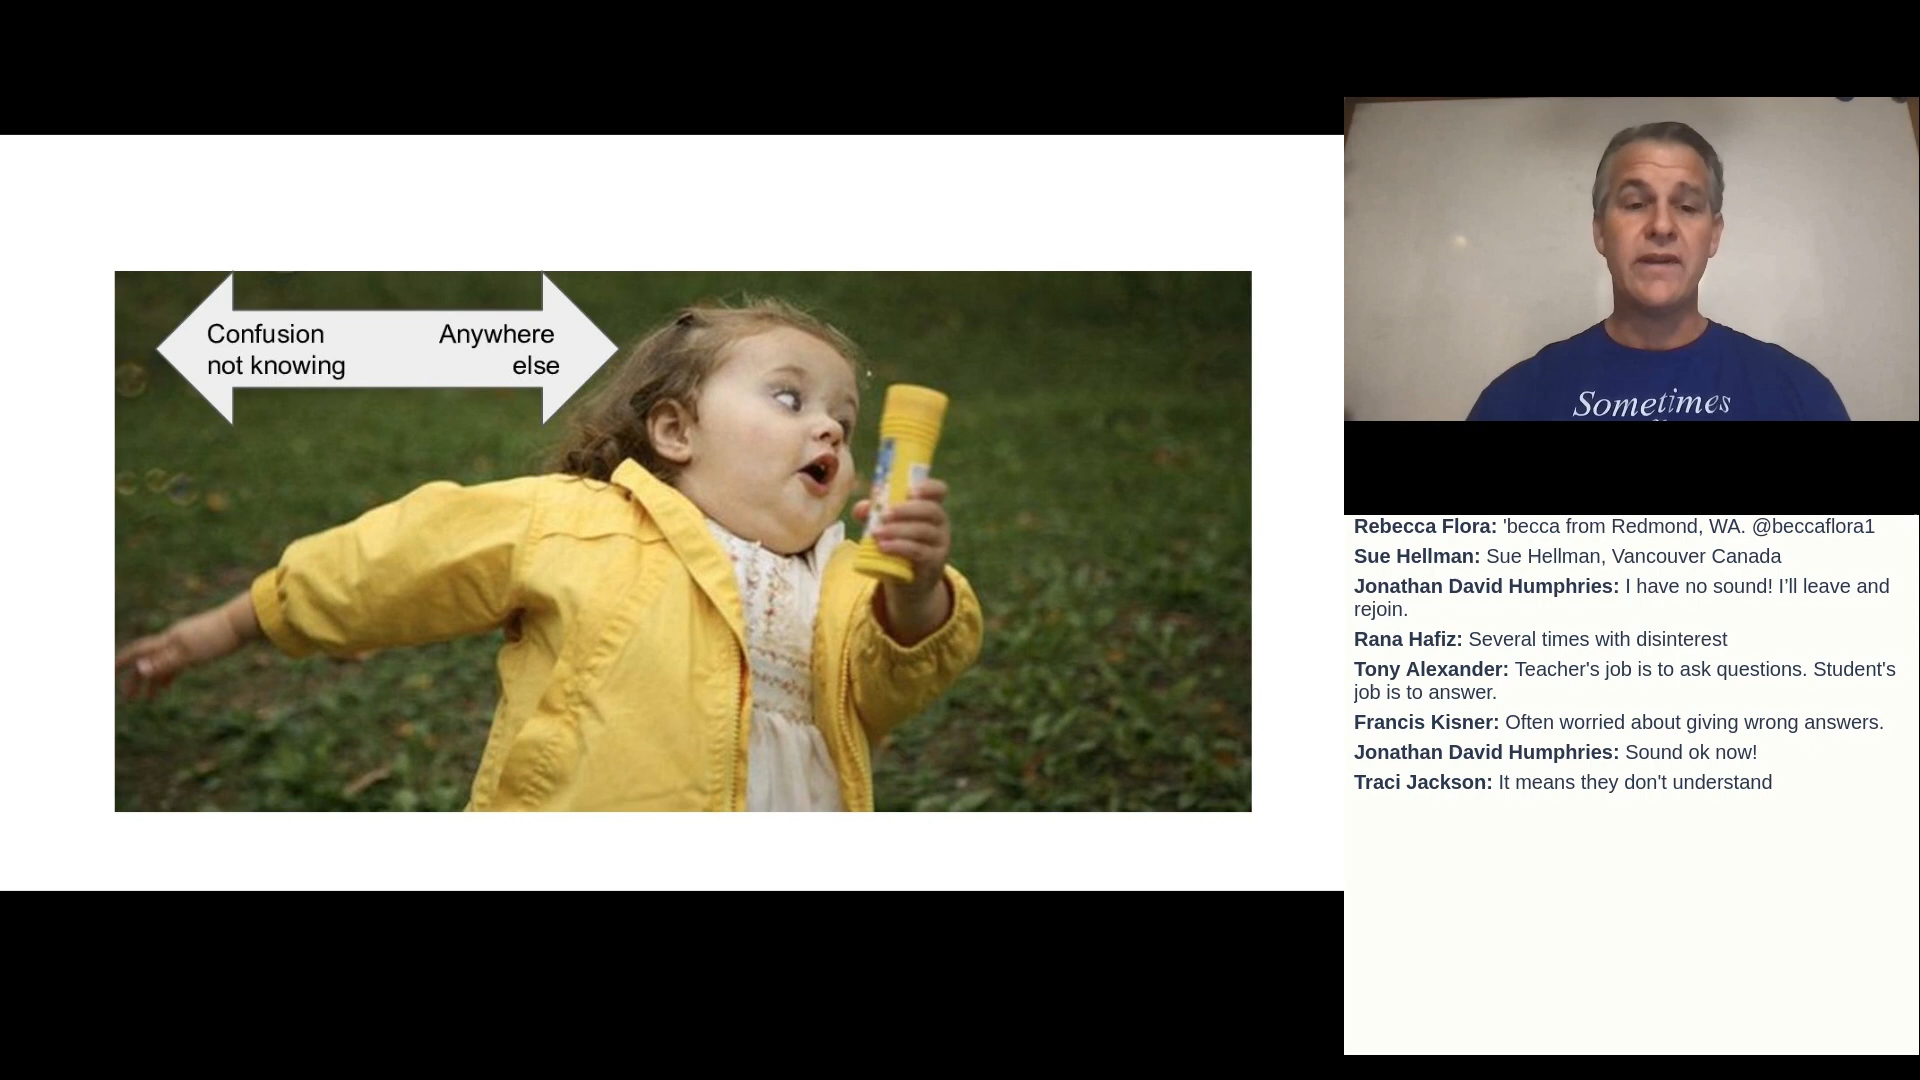 Confusion
not knowing
Anywhere
else
Sometimes
Rebecca Flora: 'becca from Redmond, WA. @beccaflora1
Sue Hellman: Sue Hellman, Vancouver Canada
Jonathan David Humphries: I have no sound! I’ll leave and
rejoin.
Rana Hafiz: Several times with disinterest
Tony Alexander: Teacher's job is to ask questions. Student's
job is to answer.
Francis Kisner: Often worried about giving wrong answers.
Jonathan David Humphries: Sound ok now!
Traci Jackson: It means they don't understand